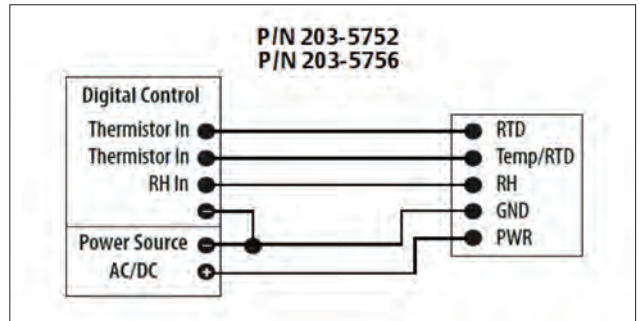 P/N 203-5752
P/N 203-5756
Digital Control
Thermistor In
Thermistor In
RH In
−
Power Source −
AC/DC +
RTD
Temp/RTD
RH
GND
PWR